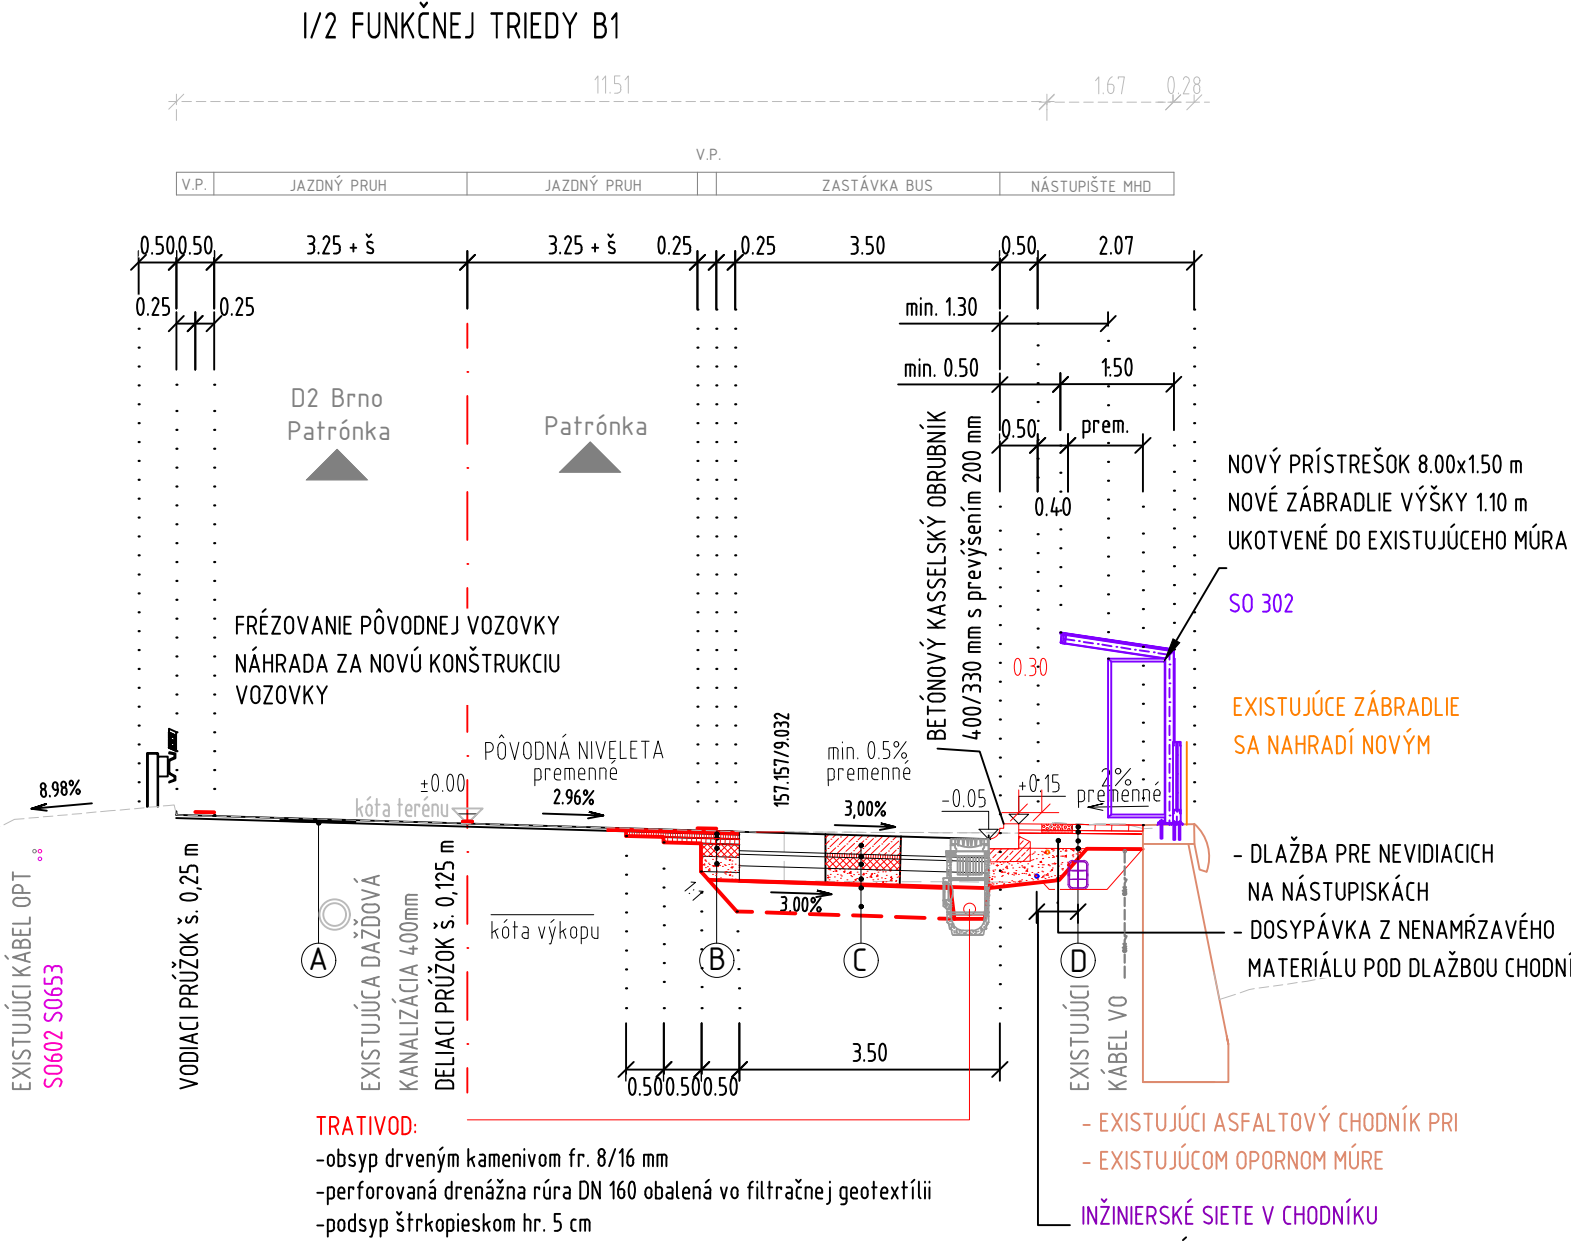 I/2 FUNKČNEJ TRIEDY B1
11.51
1.67
0.28
V.P.
V.P.
JAZDNÝ PRUH
JAZDNÝ PRUH
ZASTÁVKA BUS
NÁSTUPIŠTE MHD
0.50
0.50
3.25 + š
3.25 + š
0.25
0.25
3.50
0.50
2.07
0.25
0.25
min. 1.30
min. 0.50
1.50
0.50
prem.
0.40
D2 Brno
Patrónka
Patrónka
BETÓNOVÝ KASSELSKÝ OBRUBNÍK
400/330 mm s prevýšením 200 mm
NOVÝ PRÍSTREŠOK 8.00x1.50 m
NOVÉ ZÁBRADLIE VÝŠKY 1.10 m
UKOTVENÉ DO EXISTUJÚCEHO MÚRA
SO 302
FRÉZOVANIE PÔVODNEJ VOZOVKY
NÁHRADA ZA NOVÚ KONŠTRUKCIU
VOZOVKY
0.30
EXISTUJÚCE ZÁBRADLIE
SA NAHRADÍ NOVÝM
PÔVODNÁ NIVELETA
premenné
157.157/9.032
min. 0.5%
premenné
8.98%
±0.00
kóta terénu
2.96%
3,00%
-0.05
+0.15
2%
premenné
1:1
3.00%
kóta výkopu
A
B
C
D
- DLAŽBA PRE NEVIDIACICH
NA NÁSTUPISKÁCH
- DOSYPÁVKA Z NENAMŔZAVÉHO
MATERIÁLU POD DLAŽBOU CHODNÍ
EXISTUJÚCI KÁBEL OPT
SO602 SO653
VODIACI PRÚŽOK š. 0,25 m
EXISTUJÚCA DAŽĎOVÁ
KANALIZÁCIA 400mm
DELIACI PRÚŽOK š. 0,125 m
EXISTUJÚCI
KÁBEL VO
3.50
0.50
0.50
0.50
TRATIVOD:
-obsyp drveným kamenivom fr. 8/16 mm
-perforovaná drenážna rúra DN 160 obalená vo filtračnej geotextílii
-podsyp štrkopieskom hr. 5 cm
- EXISTUJÚCI ASFALTOVÝ CHODNÍK PRI
- EXISTUJÚCOM OPORNOM MÚRE
INŽINIERSKÉ SIETE V CHODNÍKU